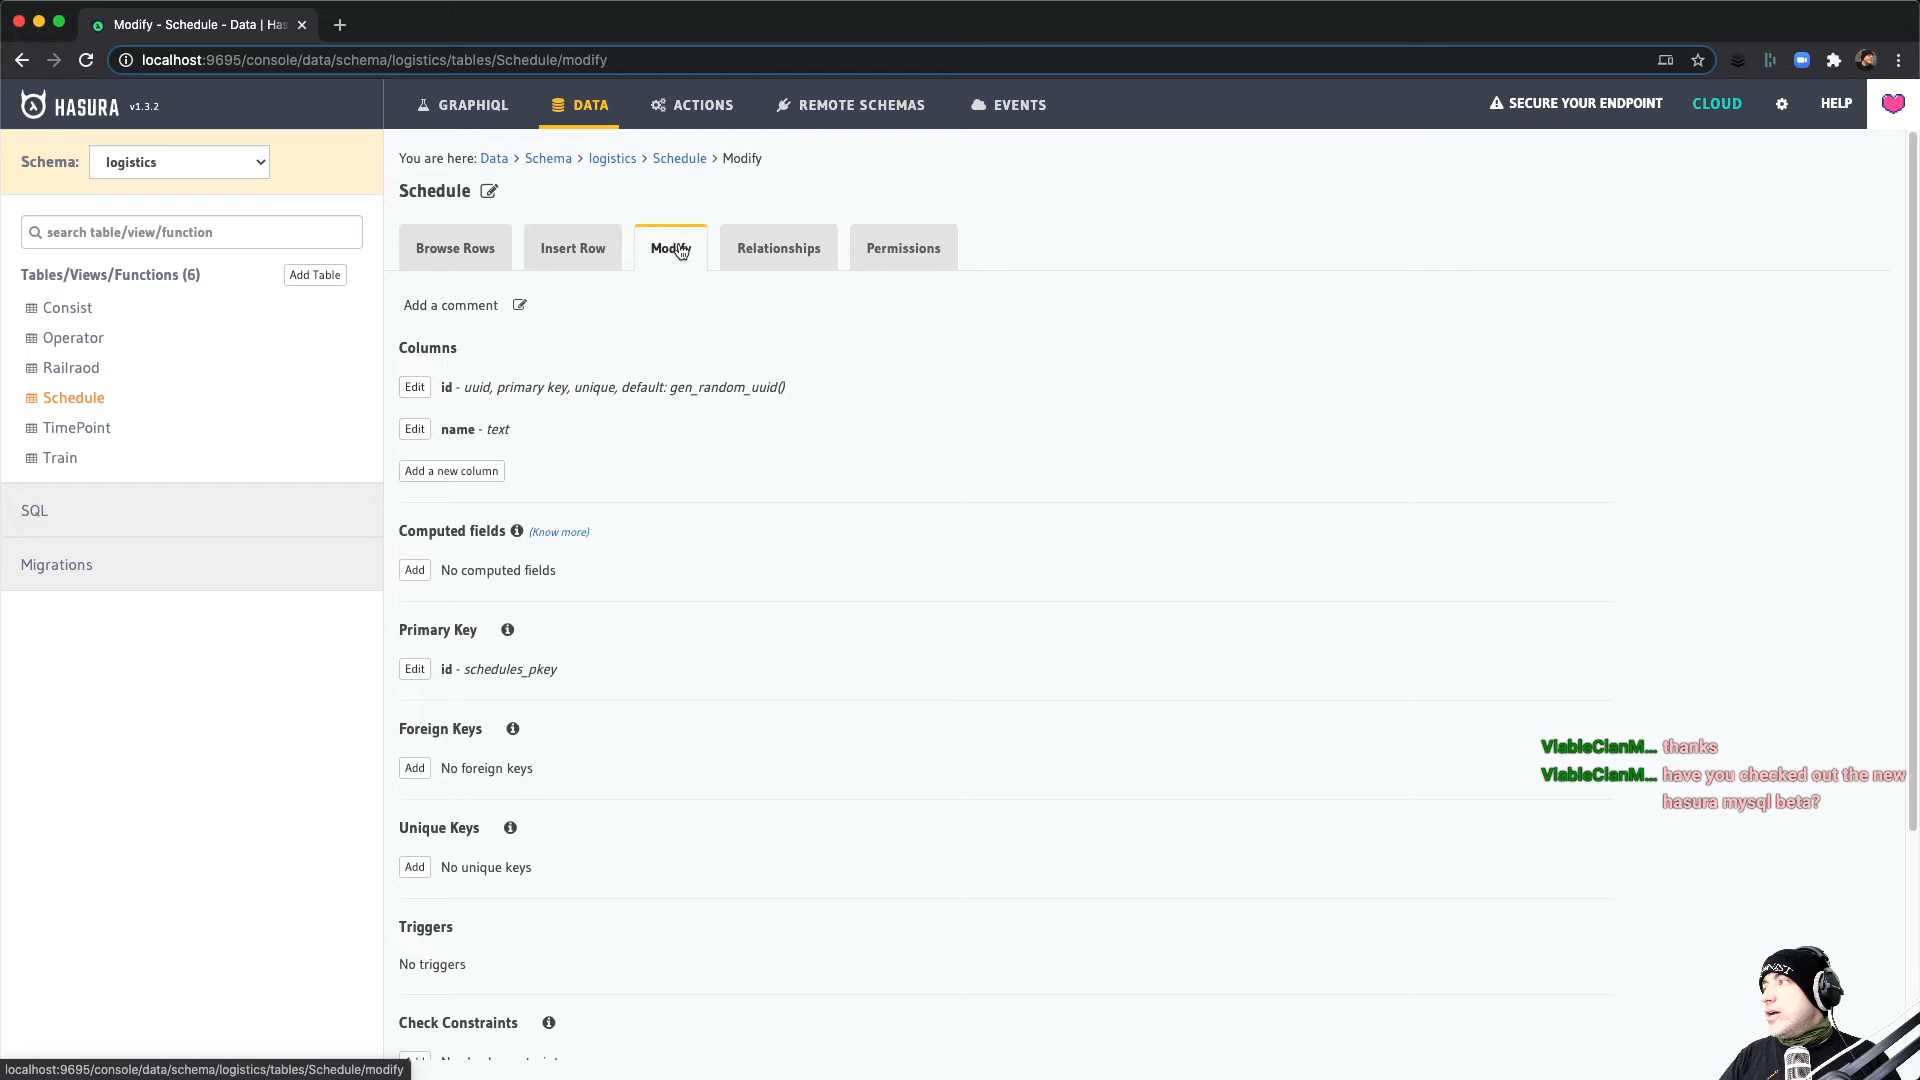 Modify - Schedule - Data | Has
localhost:9695/console/data/schema/logistics/tables/Schedule/modify
HASURA v1.3.2
GRAPHIQL
DATA
ACTIONS
REMOTE SCHEMAS
EVENTS
SECURE YOUR ENDPOINT
CLOUD
HELP
Schema: logistics
search table/view/function
Tables/Views/Functions (6)
Add Table
Consist
Operator
Railraod
Schedule
TimePoint
Train
SQL
Migrations
You are here: Data > Schema > logistics > Schedule > Modify
Schedule
Browse Rows
Insert Row
Modify
Relationships
Permissions
Add a comment
Columns
Edit id - uuid, primary key, unique, default: gen_random_uuid()
Edit name - text
Add a new column
Computed fields (Know more)
Add No computed fields
Primary Key
Edit id - schedules_pkey
Foreign Keys
Add No foreign keys
Unique Keys
Add No unique keys
Triggers
No triggers
Check Constraints
ViableClanM... thanks
ViableClanM... have you checked out the new
hasura mysql beta?
localhost:9695/console/data/schema/logistics/tables/Schedule/modify